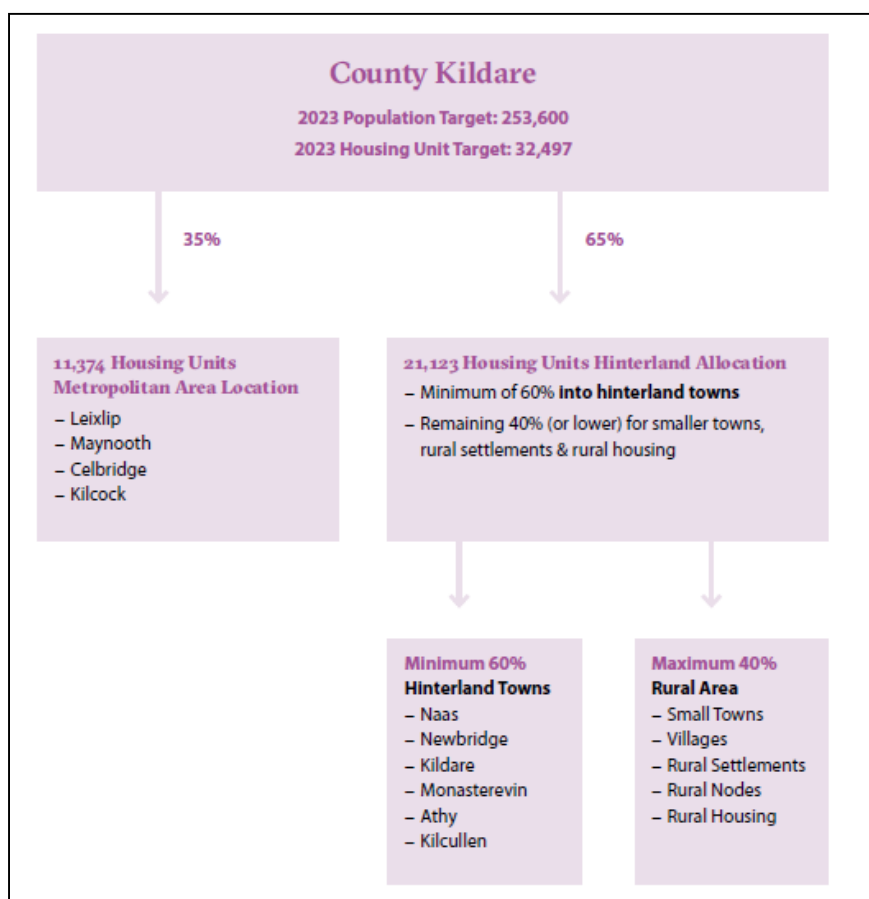 County Kildare
2023 Population Target: 253,600
2023 Housing Unit Target: 32,497
35%
65%
11,374 Housing Units
Metropolitan Area Location
– Leixlip
– Maynooth
– Celbridge
– Kilcock
21,123 Housing Units Hinterland Allocation
– Minimum of 60% into hinterland towns
– Remaining 40% (or lower) for smaller towns,
rural settlements & rural housing
Minimum 60%
Hinterland Towns
– Naas
– Newbridge
– Kildare
– Monasterevin
– Athy
– Kilcullen
Maximum 40%
Rural Area
– Small Towns
– Villages
– Rural Settlements
– Rural Nodes
– Rural Housing